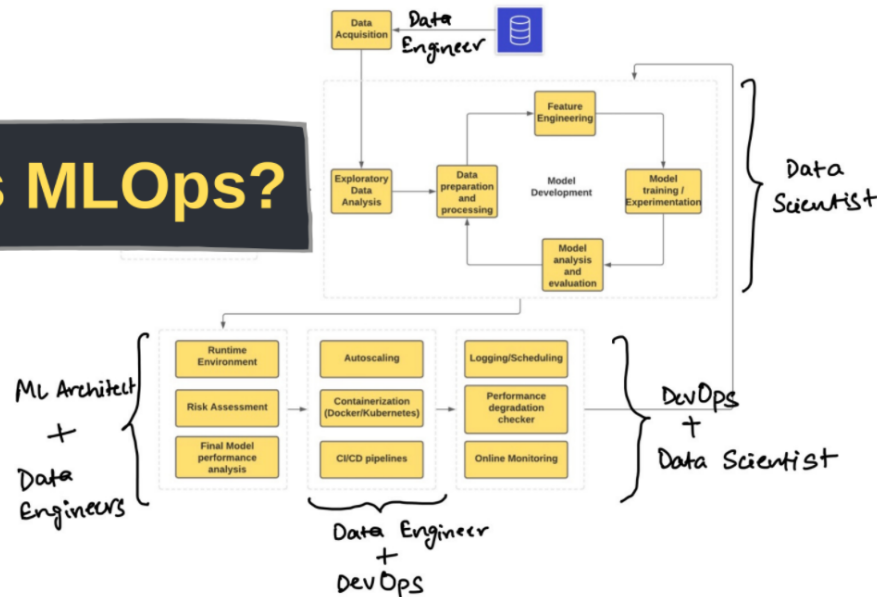 Data
Acquisition
Data
Engineer
s MLOps?
Feature
Engineering
Exploratory
Data
Analysis
Data
preparation
and
processing
Model
Development
Model
training /
Experimentation
Model
analysis
and
evaluation
Data
Scientist
Runtime
Environment
Risk Assessment
Final Model
performance
analysis
Autoscaling
Containerization
(Docker/Kubernetes)
CI/CD pipelines
Logging/Scheduling
Performance
degradation
checker
Online Monitoring
ML Architect
+
Data
Engineers
Data Engineer
+
DevOps
DevOps
+
Data Scientist